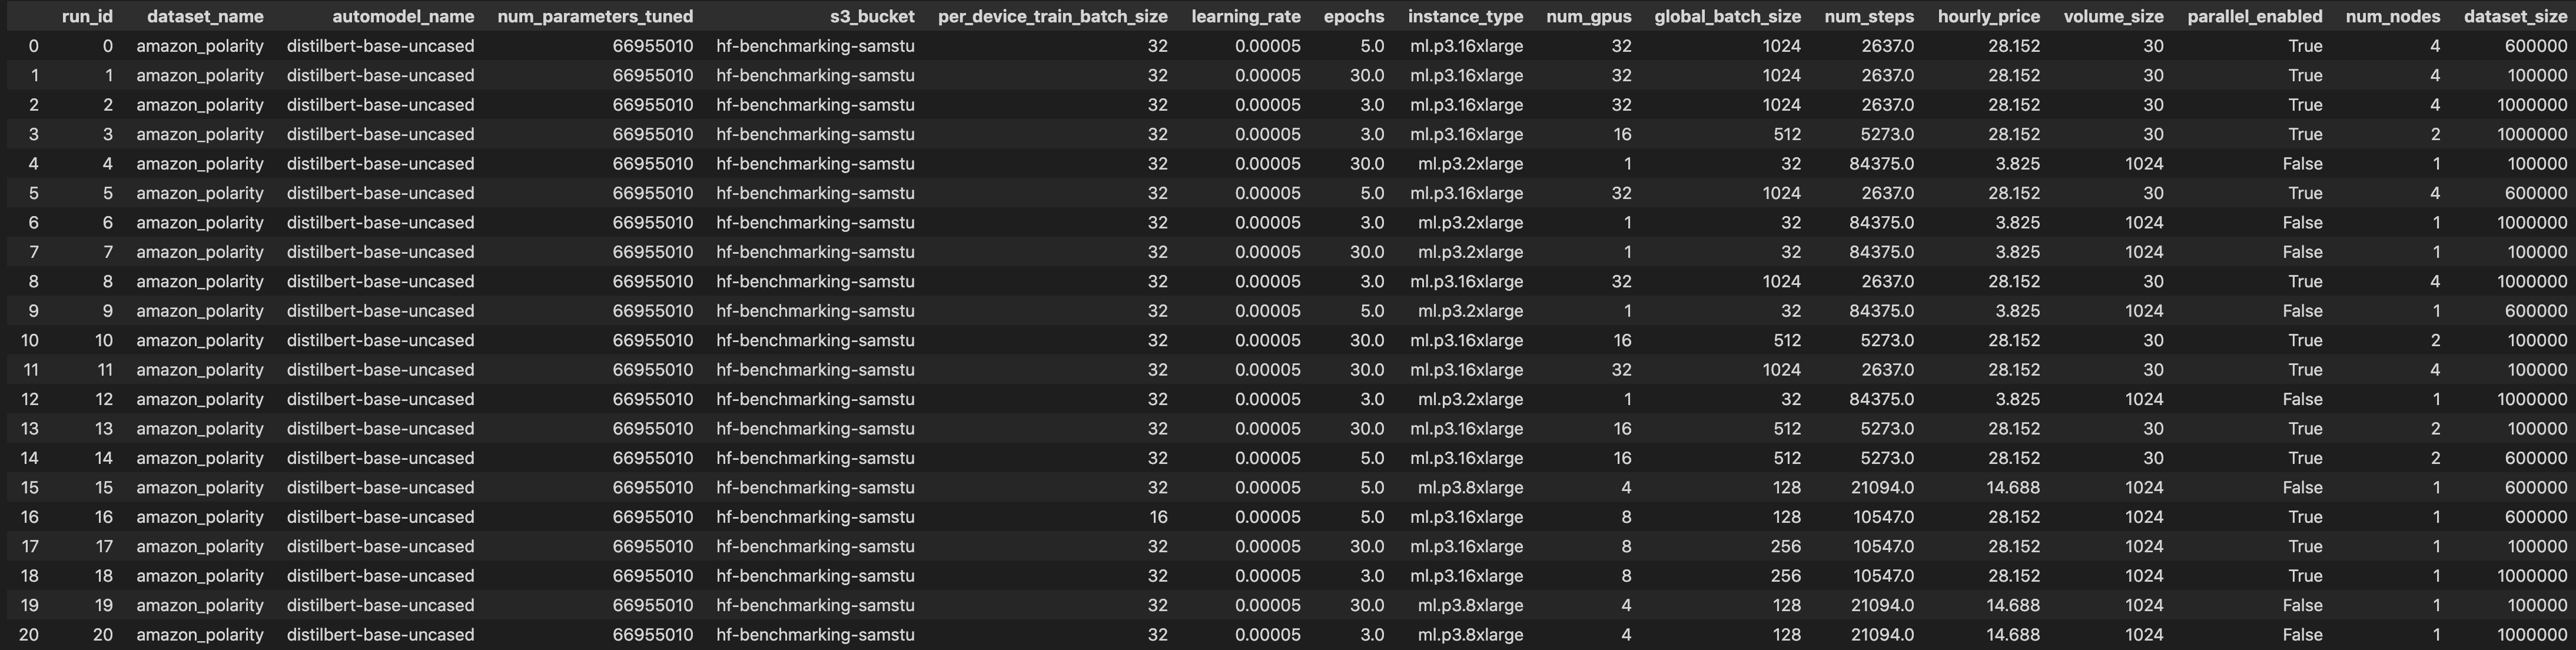 run_id dataset_name automodel_name num_parameters_tuned s3_bucket per_device_train_batch_size learning_rate epochs instance_type num_gpus global_batch_size num_steps hourly_price volume_size parallel_enabled num_nodes dataset_size
0 0 amazon_polarity distilbert-base-uncased 66955010 hf-benchmarking-samstu 32 0.00005 5.0 ml.p3.16xlarge 32 1024 2637.0 28.152 30 True 4 600000
1 1 amazon_polarity distilbert-base-uncased 66955010 hf-benchmarking-samstu 32 0.00005 30.0 ml.p3.16xlarge 32 1024 2637.0 28.152 30 True 4 100000
2 2 amazon_polarity distilbert-base-uncased 66955010 hf-benchmarking-samstu 32 0.00005 3.0 ml.p3.16xlarge 32 1024 2637.0 28.152 30 True 4 1000000
3 3 amazon_polarity distilbert-base-uncased 66955010 hf-benchmarking-samstu 32 0.00005 3.0 ml.p3.16xlarge 16 512 5273.0 28.152 30 True 2 1000000
4 4 amazon_polarity distilbert-base-uncased 66955010 hf-benchmarking-samstu 32 0.00005 30.0 ml.p3.2xlarge 1 32 84375.0 3.825 1024 False 1 100000
5 5 amazon_polarity distilbert-base-uncased 66955010 hf-benchmarking-samstu 32 0.00005 5.0 ml.p3.16xlarge 32 1024 2637.0 28.152 30 True 4 600000
6 6 amazon_polarity distilbert-base-uncased 66955010 hf-benchmarking-samstu 32 0.00005 3.0 ml.p3.2xlarge 1 32 84375.0 3.825 1024 False 1 1000000
7 7 amazon_polarity distilbert-base-uncased 66955010 hf-benchmarking-samstu 32 0.00005 30.0 ml.p3.2xlarge 1 32 84375.0 3.825 1024 False 1 100000
8 8 amazon_polarity distilbert-base-uncased 66955010 hf-benchmarking-samstu 32 0.00005 3.0 ml.p3.16xlarge 32 1024 2637.0 28.152 30 True 4 1000000
9 9 amazon_polarity distilbert-base-uncased 66955010 hf-benchmarking-samstu 32 0.00005 5.0 ml.p3.2xlarge 1 32 84375.0 3.825 1024 False 1 600000
10 10 amazon_polarity distilbert-base-uncased 66955010 hf-benchmarking-samstu 32 0.00005 30.0 ml.p3.16xlarge 16 512 5273.0 28.152 30 True 2 100000
11 11 amazon_polarity distilbert-base-uncased 66955010 hf-benchmarking-samstu 32 0.00005 30.0 ml.p3.16xlarge 32 1024 2637.0 28.152 30 True 4 100000
12 12 amazon_polarity distilbert-base-uncased 66955010 hf-benchmarking-samstu 32 0.00005 3.0 ml.p3.2xlarge 1 32 84375.0 3.825 1024 False 1 1000000
13 13 amazon_polarity distilbert-base-uncased 66955010 hf-benchmarking-samstu 32 0.00005 30.0 ml.p3.16xlarge 16 512 5273.0 28.152 30 True 2 100000
14 14 amazon_polarity distilbert-base-uncased 66955010 hf-benchmarking-samstu 32 0.00005 5.0 ml.p3.16xlarge 16 512 5273.0 28.152 30 True 2 600000
15 15 amazon_polarity distilbert-base-uncased 66955010 hf-benchmarking-samstu 32 0.00005 5.0 ml.p3.8xlarge 4 128 21094.0 14.688 1024 False 1 600000
16 16 amazon_polarity distilbert-base-uncased 66955010 hf-benchmarking-samstu 16 0.00005 5.0 ml.p3.16xlarge 8 128 10547.0 28.152 1024 True 1 600000
17 17 amazon_polarity distilbert-base-uncased 66955010 hf-benchmarking-samstu 32 0.00005 30.0 ml.p3.16xlarge 8 256 10547.0 28.152 1024 True 1 100000
18 18 amazon_polarity distilbert-base-uncased 66955010 hf-benchmarking-samstu 32 0.00005 3.0 ml.p3.16xlarge 8 256 10547.0 28.152 1024 True 1 1000000
19 19 amazon_polarity distilbert-base-uncased 66955010 hf-benchmarking-samstu 32 0.00005 30.0 ml.p3.8xlarge 4 128 21094.0 14.688 1024 False 1 100000
20 20 amazon_polarity distilbert-base-uncased 66955010 hf-benchmarking-samstu 32 0.00005 3.0 ml.p3.8xlarge 4 128 21094.0 14.688 1024 False 1 1000000